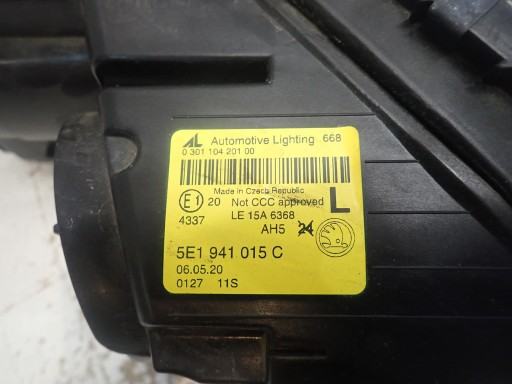 AL Automotive Lighting 668
0 301 104 201 00
Made in Czech Republic
E1 20 Not CCC approved L
4337 LE 15A 6368
AH5 24
5E1 941 015 C
06.05.20
0127 11S